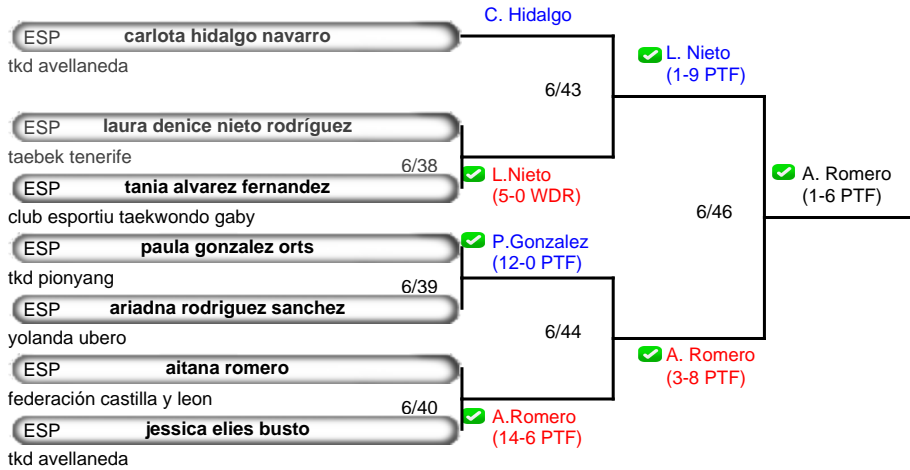 C. Hidalgo
ESP carlota hidalgo navarro
tkd avellaneda
L. Nieto
(1-9 PTF)
6/43
ESP laura denice nieto rodríguez
taebek tenerife
6/38
L.Nieto
(5-0 WDR)
ESP tania alvarez fernandez
club esportiu taekwondo gaby
A. Romero
(1-6 PTF)
6/46
ESP paula gonzalez orts
P.Gonzalez
(12-0 PTF)
tkd pionyang
6/39
ESP ariadna rodriguez sanchez
yolanda ubero
6/44
A. Romero
(3-8 PTF)
ESP aitana romero
federación castilla y leon
6/40
A.Romero
(14-6 PTF)
ESP jessica elies busto
tkd avellaneda